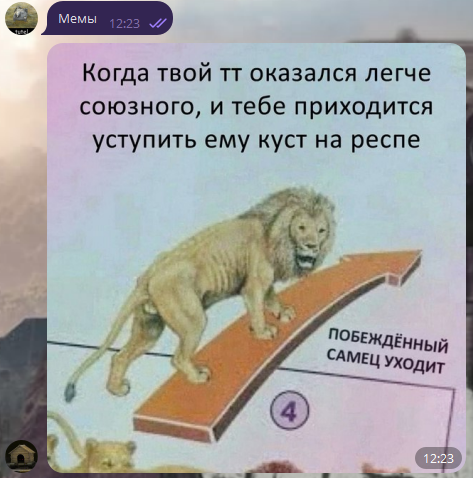 Мемы
12:23
Когда твой тт оказался легче
союзного, и тебе приходится
уступить ему куст на респе
ПОБЕЖДЁННЫЙ
САМЕЦ УХОДИТ
4
12:23